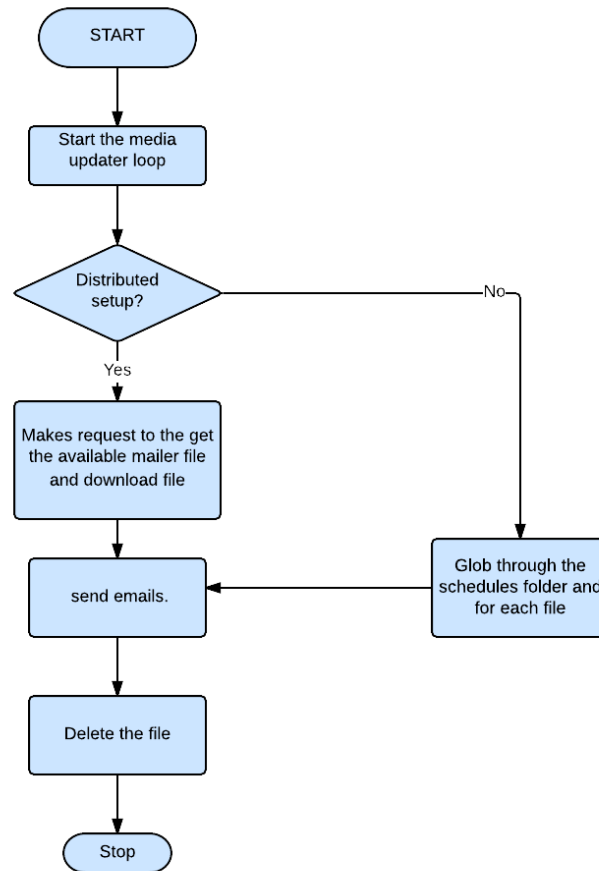 START
Start the media
updater loop
Distributed
setup?
No
Yes
Makes request to the get
the available mailer file
and download file
Glob through the
schedules folder and
for each file
send emails.
Delete the file
Stop